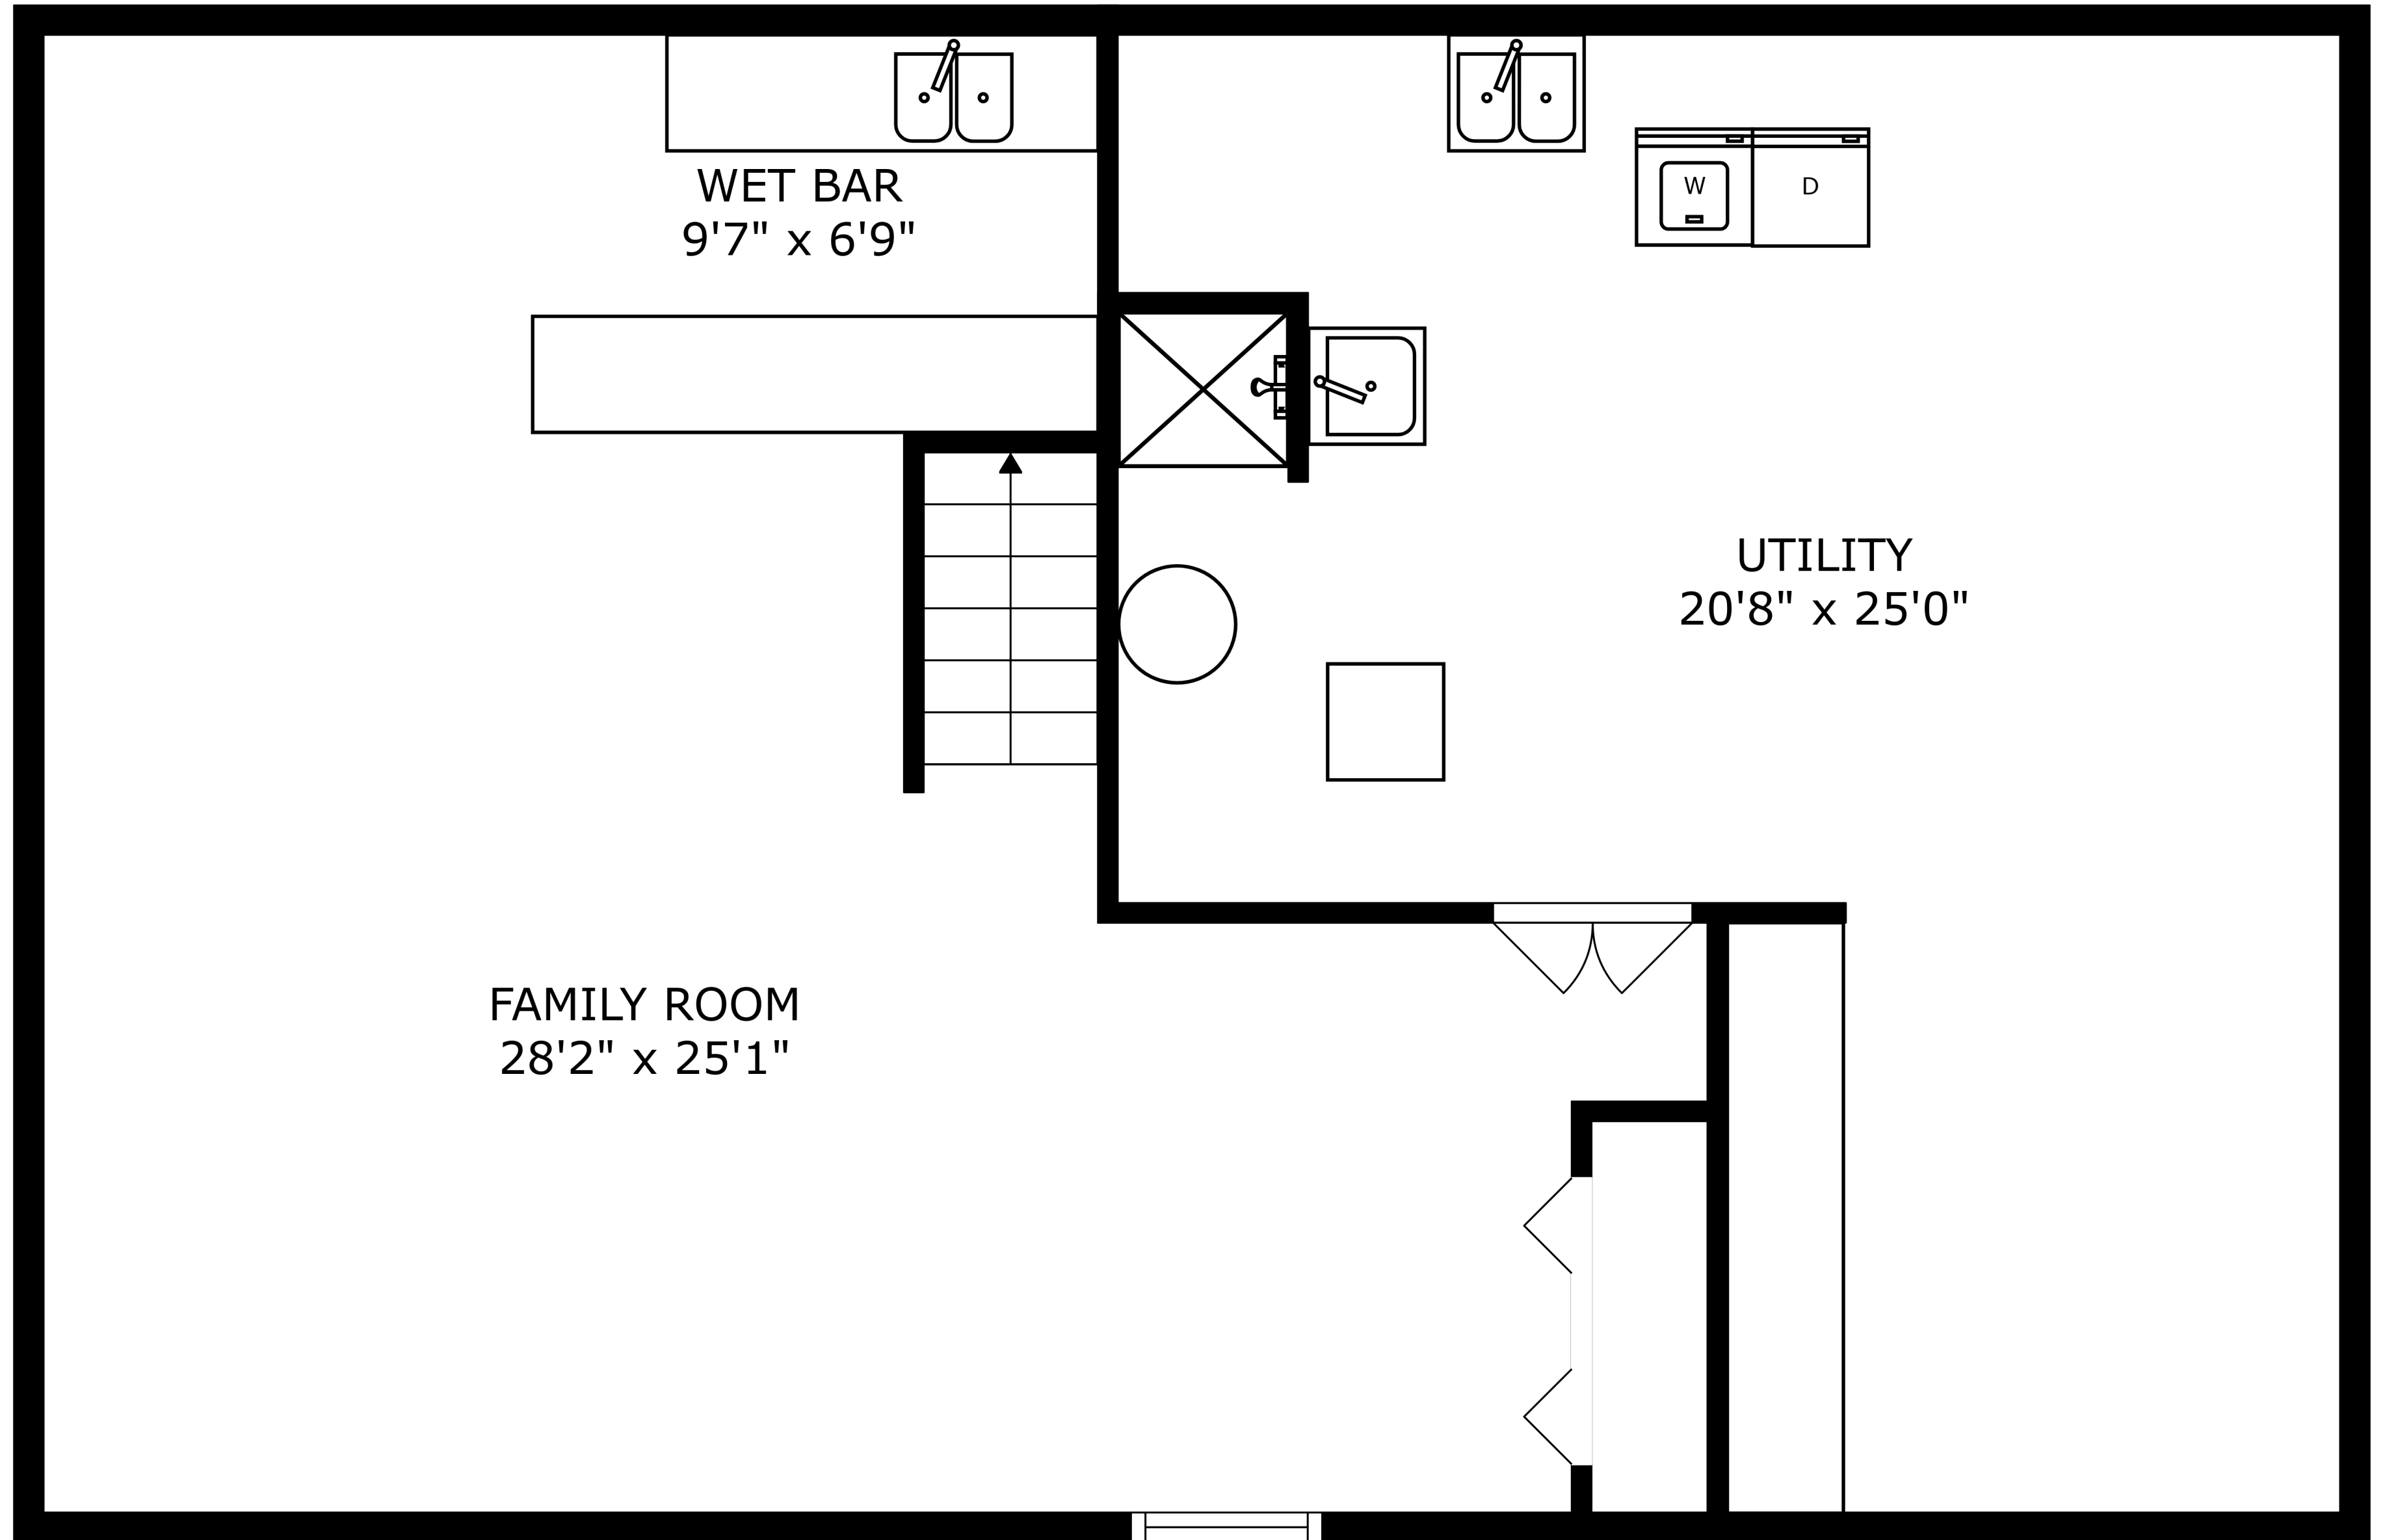 WET BAR
9'7" x 6'9"
W
D
UTILITY
20'8" x 25'0"
FAMILY ROOM
28'2" x 25'1"